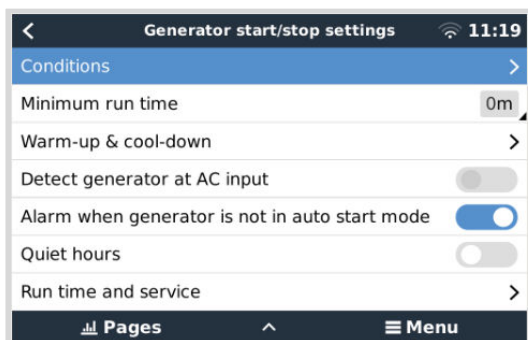 Generator start/stop settings 11:19
Conditions
Minimum run time 0m
Warm-up & cool-down
Detect generator at AC input
Alarm when generator is not in auto start mode
Quiet hours
Run time and service
Pages Menu